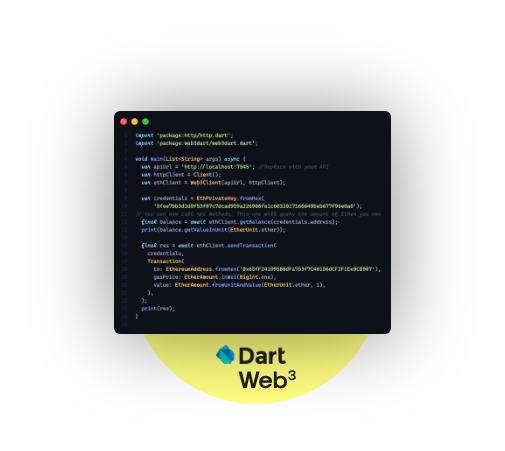 import 'package:http/http.dart';
import 'package:web3dart/web3dart.dart';
void main(List<String> args) async {
var apiUrl = 'http://localhost:7545'; //Replace with your API
var httpClient = Client();
var ethClient = Web3Client(apiUrl, httpClient);
var credentials = EthPrivateKey.fromHex(
// You can now call rpc methods. This one will query the amount of Ether you own
final balance = await ethClient.getBalance(credentials.address);
print(balance.getValueInUnit(EtherUnit.ether));
final res = await ethClient.sendTransaction(
credentials,
Transaction(
to: EthereumAddress.fromHex(
gasPrice: EtherAmount.inWei(BigInt.one),
value: EtherAmount.fromUnitAndValue(EtherUnit.ether, 1),
),
);
print(res);
}
Dart
Web3